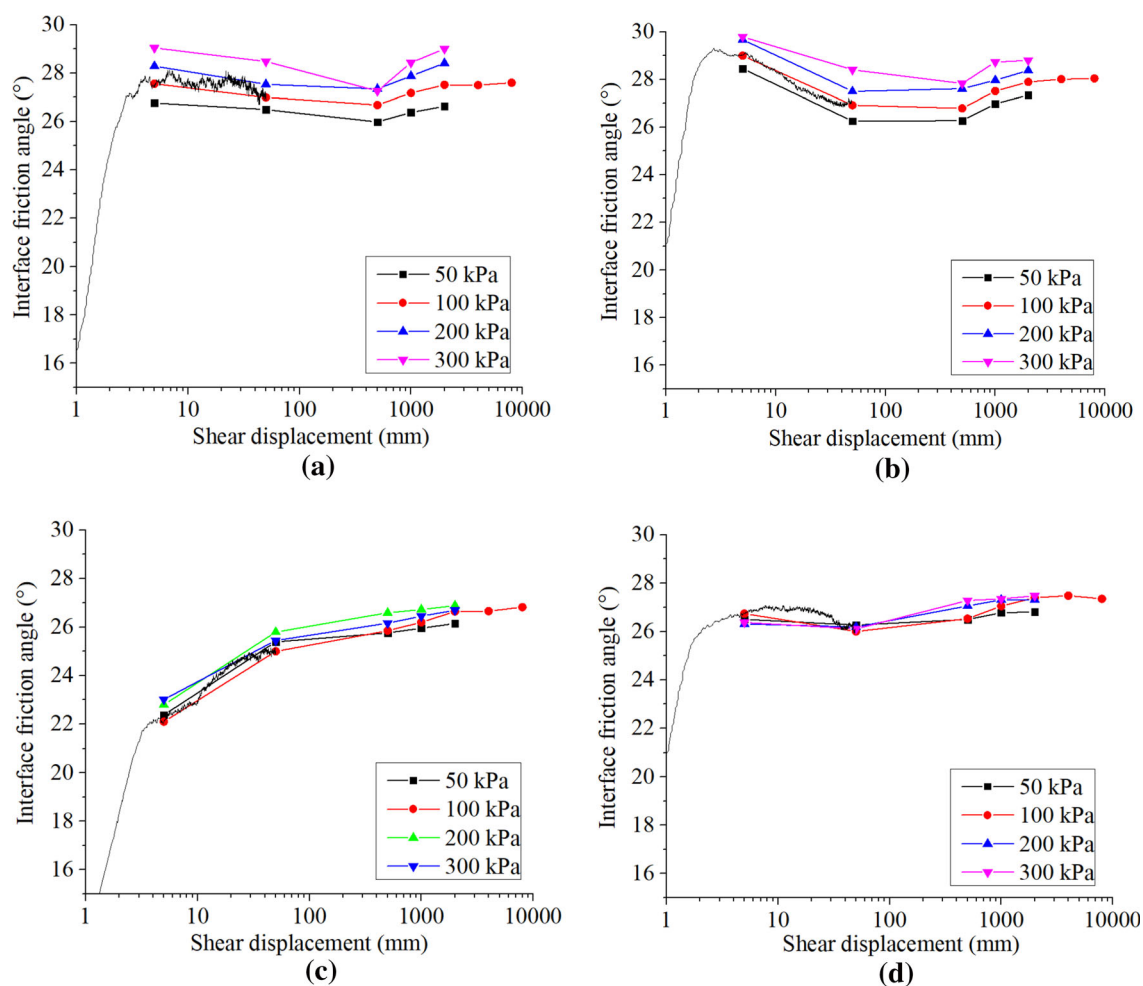 30
28
26
24
22
20
18
16
Interface friction angle (°)
50 kPa
100 kPa
200 kPa
300 kPa
1 10 100 1000 10000
Shear displacement (mm)
(a)
30
28
26
24
22
20
18
16
Interface friction angle (°)
50 kPa
100 kPa
200 kPa
300 kPa
1 10 100 1000 10000
Shear displacement (mm)
(b)
30
28
26
24
22
20
18
16
Interface friction angle (°)
50 kPa
100 kPa
200 kPa
300 kPa
1 10 100 1000 10000
Shear displacement (mm)
(c)
30
28
26
24
22
20
18
16
Interface friction angle (°)
50 kPa
100 kPa
200 kPa
300 kPa
1 10 100 1000 10000
Shear displacement (mm)
(d)